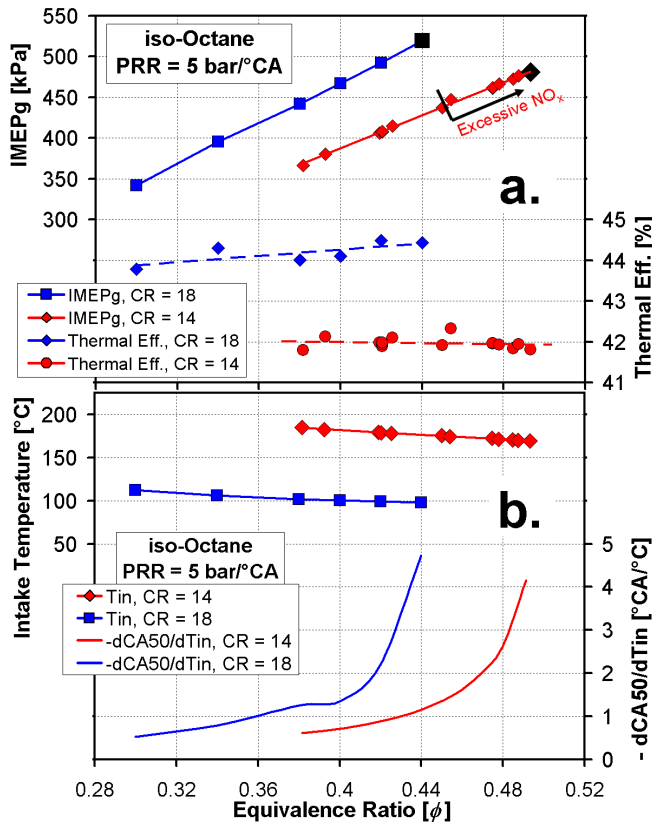 550
500
450
400
350
300
IMEPg [kPa]
iso-Octane
PRR = 5 bar/°CA
Excessive NOx
a.
45
44
43
42
41
Thermal Eff. [%]
IMEPg, CR = 18
IMEPg, CR = 14
Thermal Eff., CR = 18
Thermal Eff., CR = 14
200
150
100
50
Intake Temperature [°C]
b.
iso-Octane
PRR = 5 bar/°CA
Tin, CR = 14
Tin, CR = 18
-dCA50/dTin, CR = 14
-dCA50/dTin, CR = 18
5
4
3
2
1
0
- dCA50/dTin [°CA/°C]
0.28 0.32 0.36 0.40 0.44 0.48 0.52
Equivalence Ratio [ϕ]